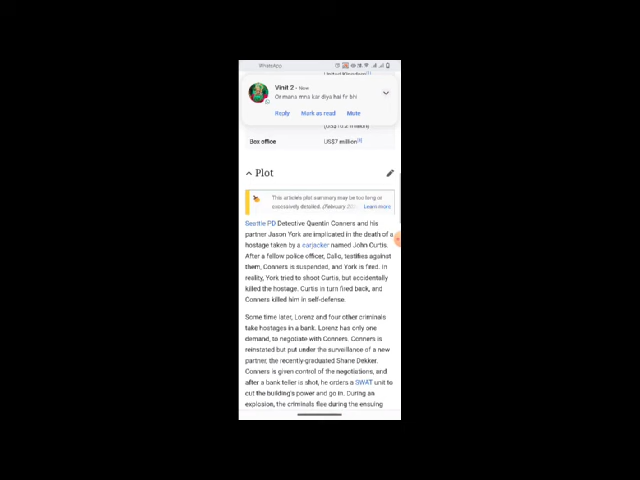 WhatsApp
United Kingdom[1]
Vinit 2 • Now
Or mana mna kar diya hai fir bhi
Reply Mark as read Mute
Box office US$7 million[3]
Plot
This article's plot summary may be too long or
excessively detailed. (February
Learn more
Seattle PD Detective Quentin Conners and his
partner Jason York are implicated in the death of a
hostage taken by a carjacker named John Curtis.
After a fellow police officer, Dallo, testifies against
them, Conners is suspended, and York is fired. In
reality, York tried to shoot Curtis, but accidentally
killed the hostage. Curtis in turn fired back, and
Conners killed him in self-defense.
Some time later, Lorenz and four other criminals
take hostages in a bank. Lorenz has only one
demand, to negotiate with Conners. Conners is
reinstated but put under the surveillance of a new
partner, the recently-graduated Shane Dekker.
Conners is given control of the negotiations, and
after a bank teller is shot, he orders a SWAT unit to
cut the building's power and go in. During an
explosion, the criminals flee during the ensuing